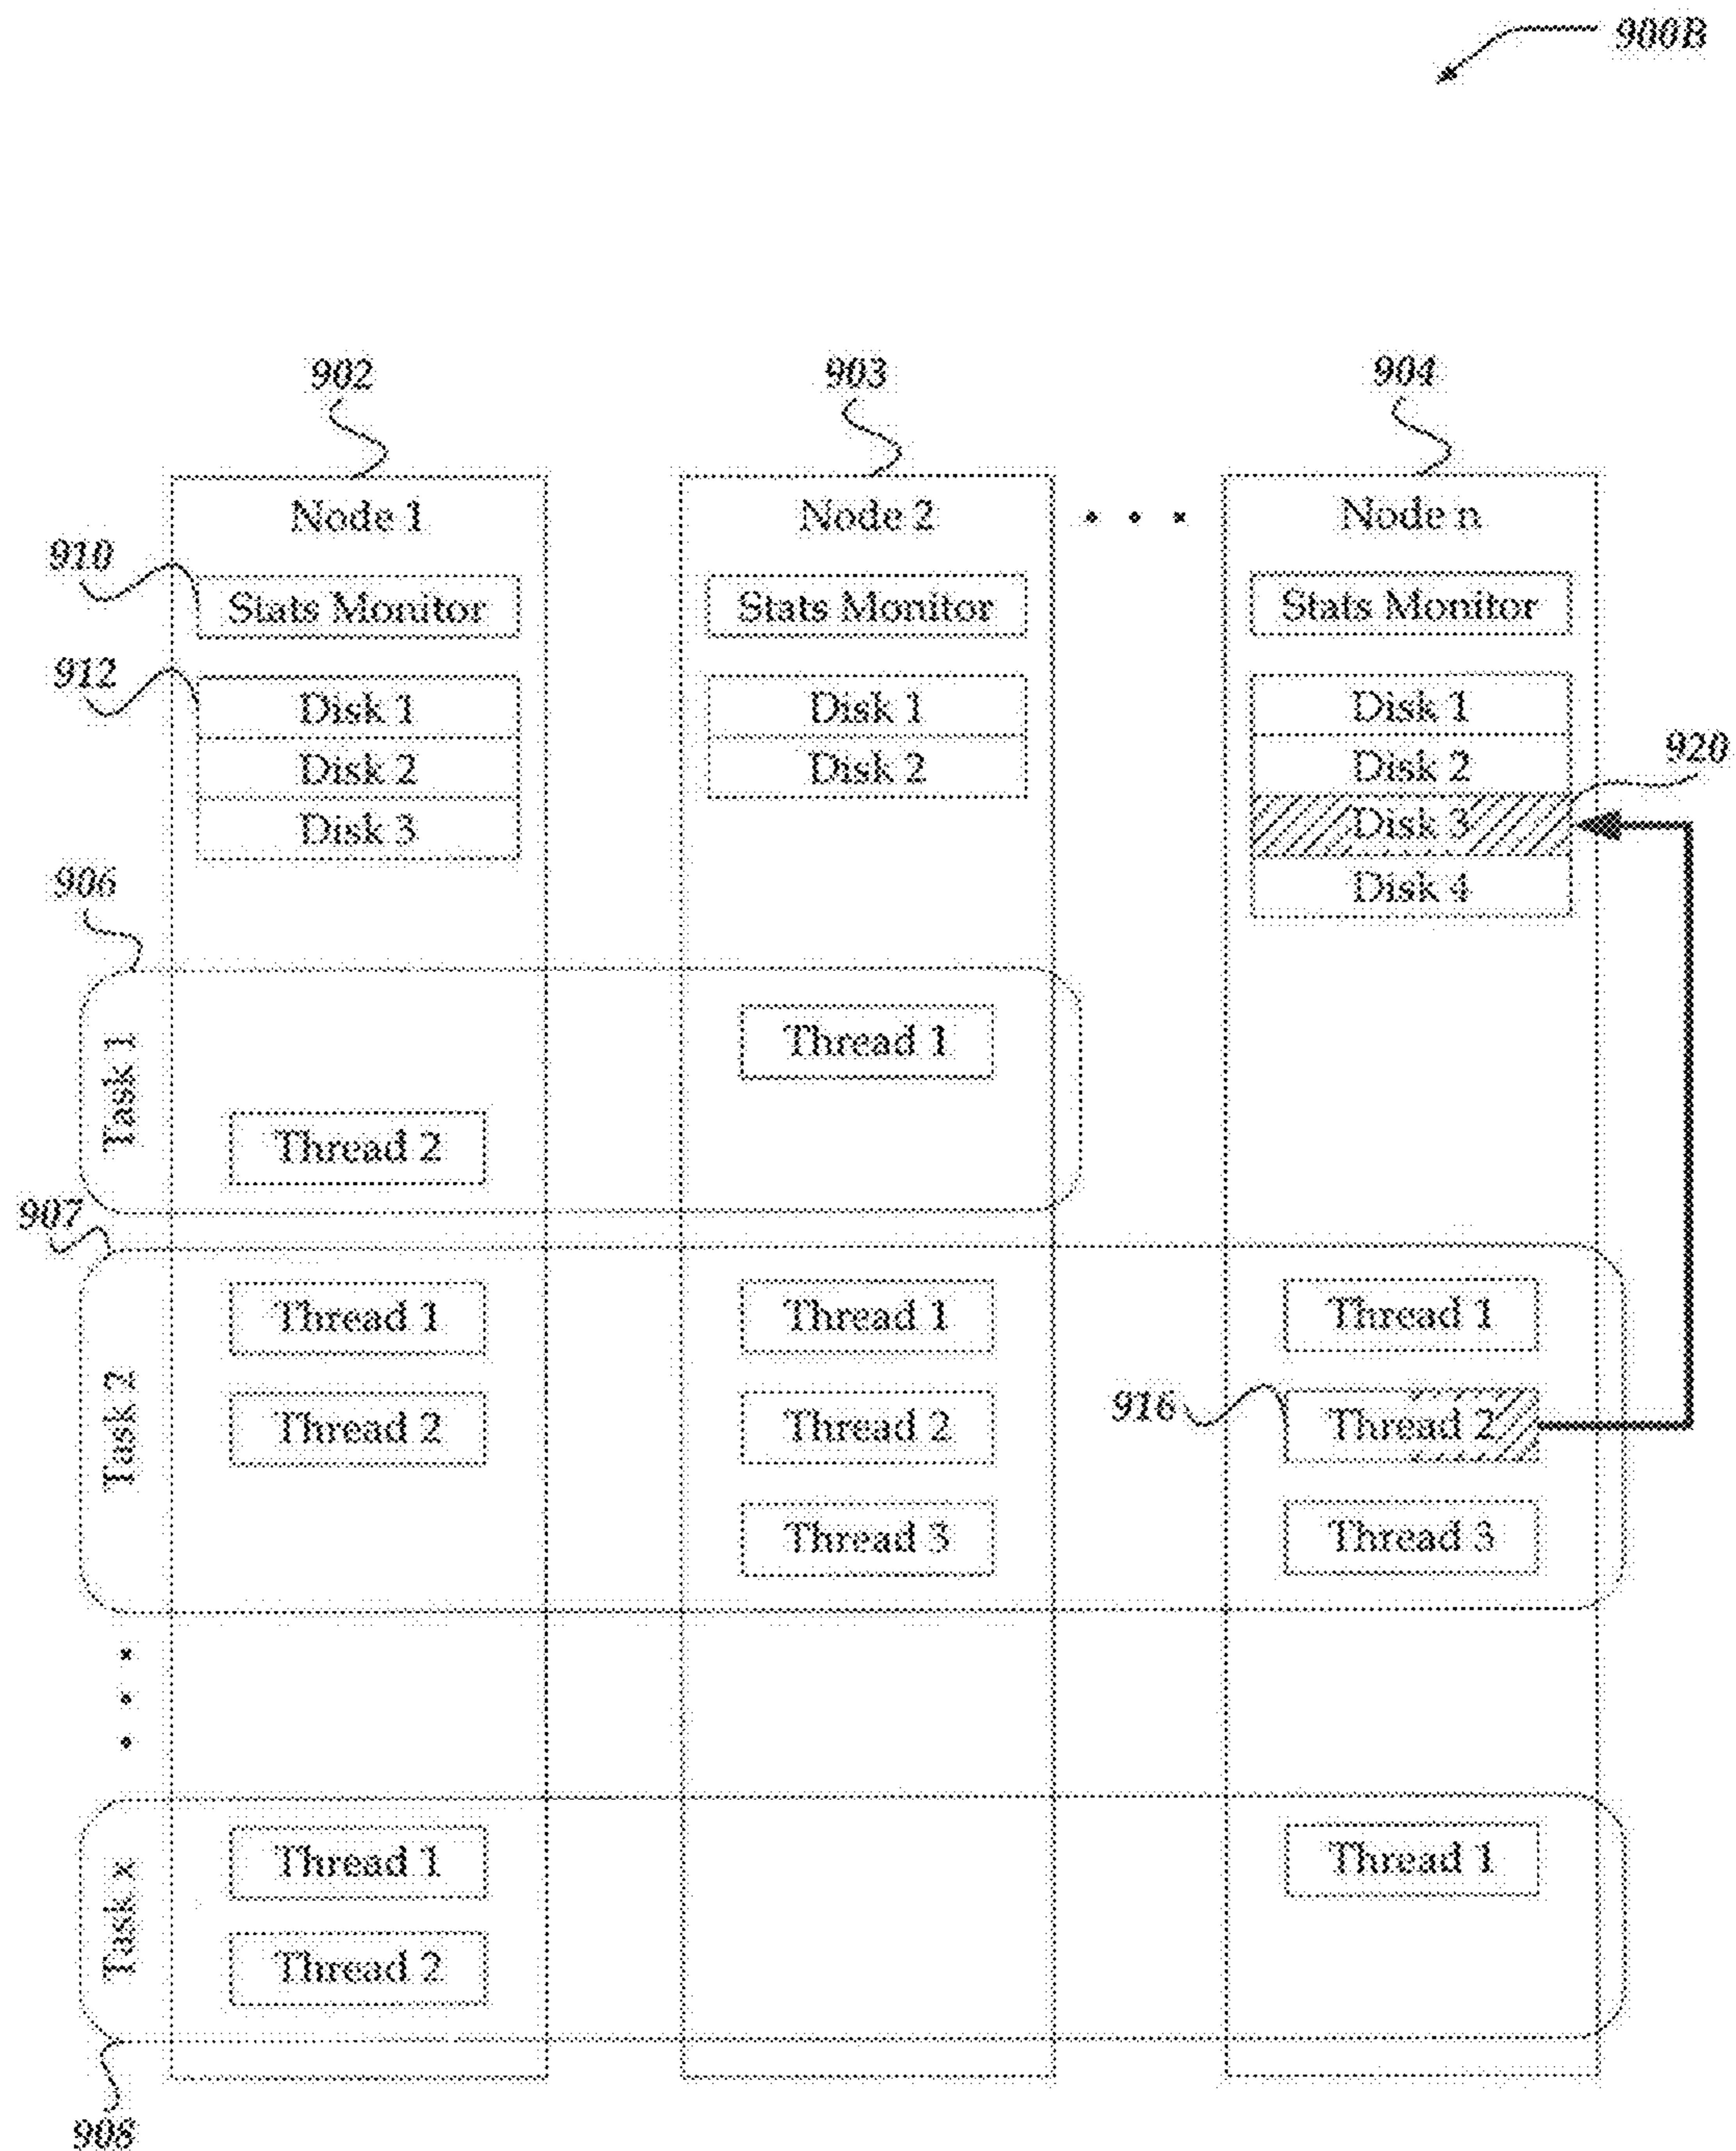 900B
902 903 904
Node 1 Node 2 • • • Node n
910
Stats Monitor Stats Monitor Stats Monitor
912
Disk 1 Disk 1 Disk 1
Disk 2 Disk 2 Disk 2
920
Disk 3 Disk 3
Disk 4
906
Task 1
Thread 1
Thread 2
907
Task 2
Thread 1 Thread 1 Thread 1
916
Thread 2 Thread 2 Thread 2
Thread 3 Thread 3
Task x
Thread 1 Thread 1
Thread 2
908